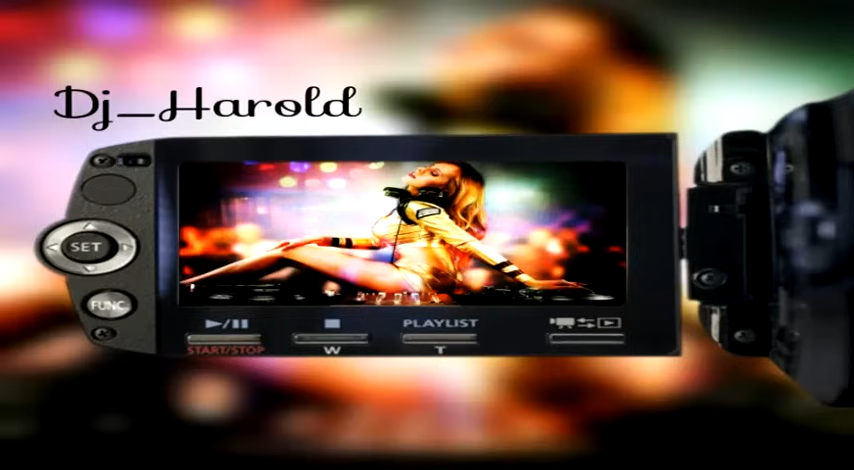 Dj_Harold
SET
FUNC
PLAYLIST
START/STOP
W
T